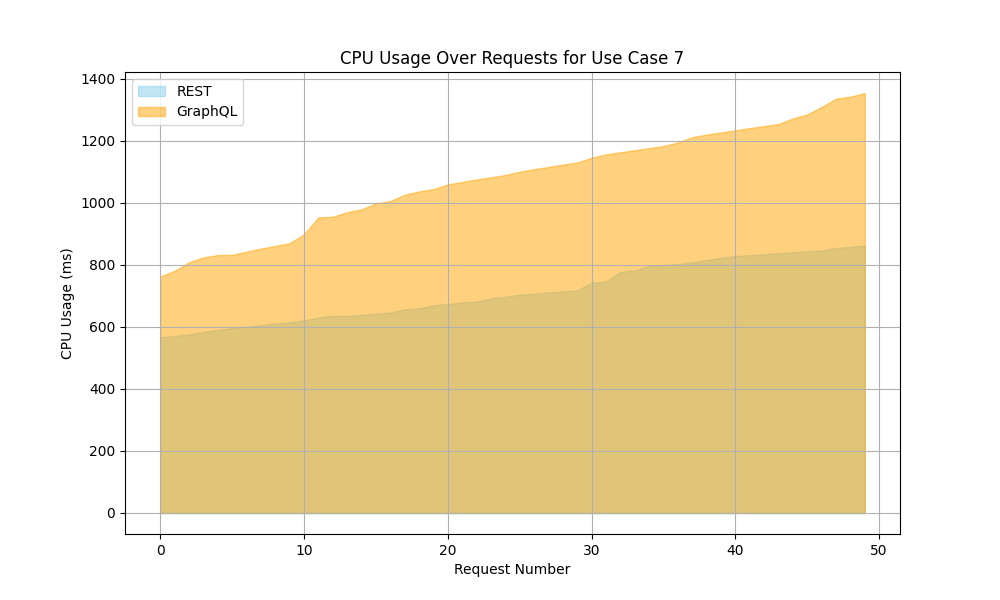 CPU Usage Over Requests for Use Case 7
REST
GraphQL
1400
1200
1000
800
600
400
200
0
CPU Usage (ms)
0 10 20 30 40 50
Request Number